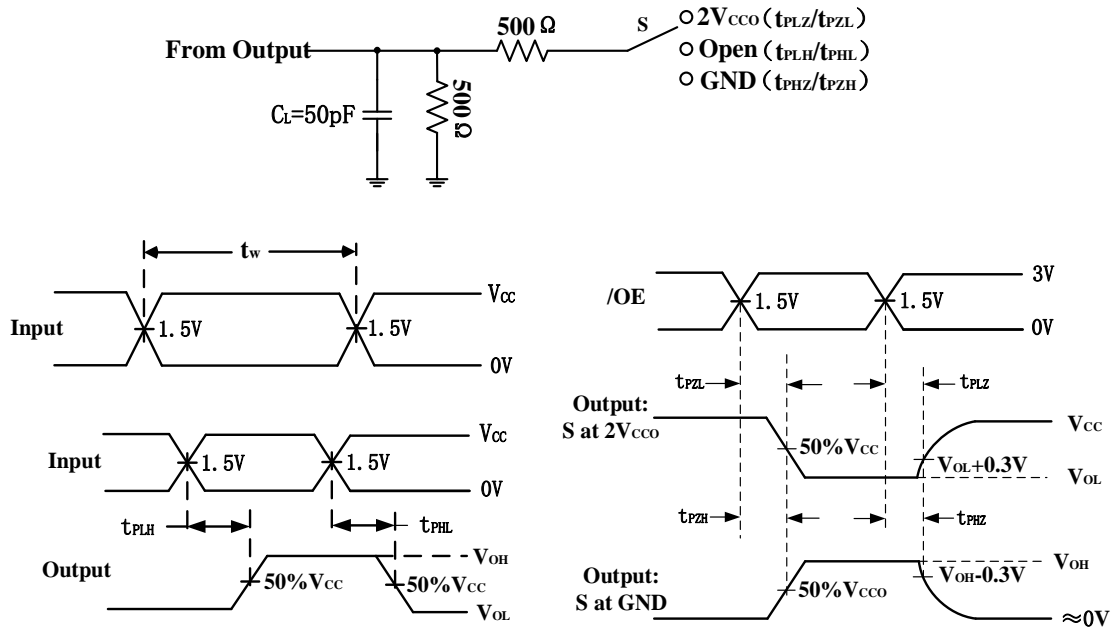 500Ω
S
2VCCO (tPLZ/tPZL)
From Output
Open (tPLH/tPHL)
GND (tPHZ/tPZH)
500Ω
CL=50pF
tw
VCC
Input
1.5V
1.5V
0V
VCC
Input
1.5V
1.5V
0V
tPLH
tPHL
VOH
Output
50%VCC
50%VCC
VOL
3V
/OE
1.5V
1.5V
0V
tPZL
tPLZ
Output:
S at 2VCCO
VCC
50%VCC
VOL+0.3V
VOL
tPZH
tPHZ
VOH
VOH-0.3V
Output:
S at GND
50%VCCO
≈0V